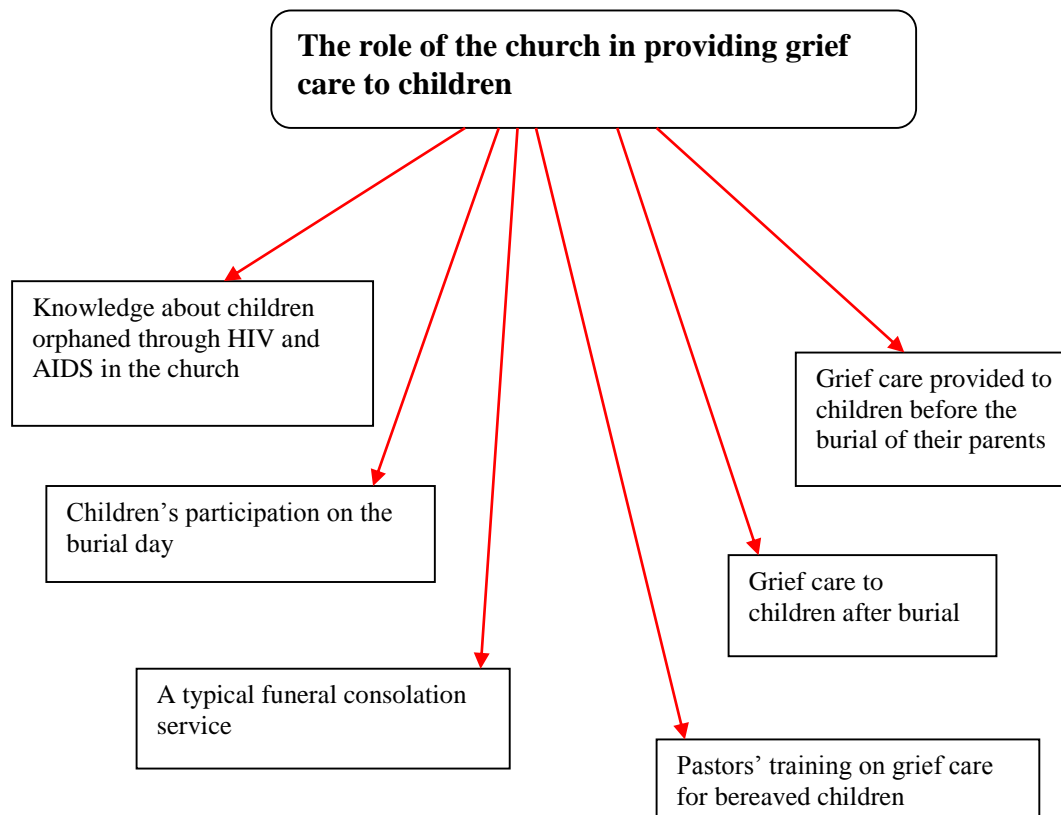 The role of the church in providing grief
care to children
Knowledge about children
orphaned through HIV and
AIDS in the church
Grief care provided to
children before the
burial of their parents
Children’s participation on the
burial day
Grief care to
children after burial
A typical funeral consolation
service
Pastors’ training on grief care
for bereaved children